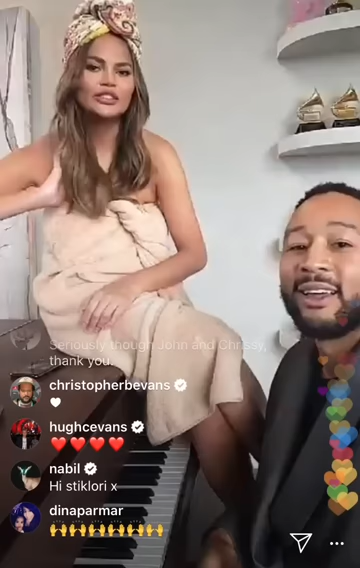 Seriously though John and Chrissy,
thank you.
christopherbevans
🤍
hughcevans
❤️❤️❤️❤️
nabil
Hi stiklori x
dinaparmar
🙌🙌🙌🙌🙌🙌🙌